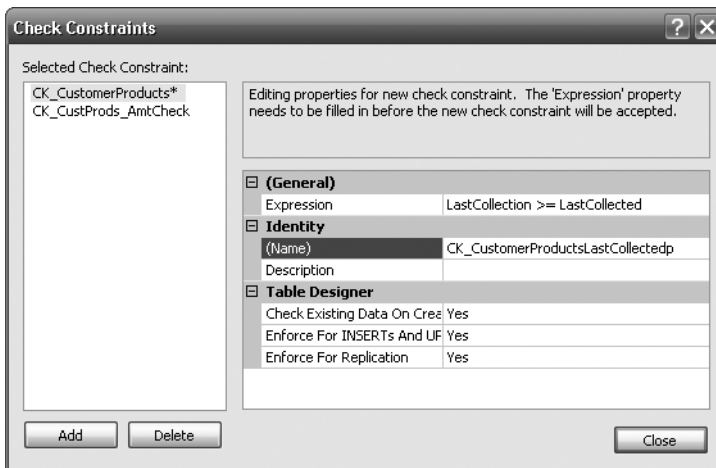 Check Constraints
Selected Check Constraint:
CK_CustomerProducts*
CK_CustProds_AmtCheck
Editing properties for new check constraint. The 'Expression' property
needs to be filled in before the new check constraint will be accepted.
(General)
Expression LastCollection >= LastCollected
Identity
(Name) CK_CustomerProductsLastCollectedp
Description
Table Designer
Check Existing Data On Crea Yes
Enforce For INSERTs And UP Yes
Enforce For Replication Yes
Add Delete
Close